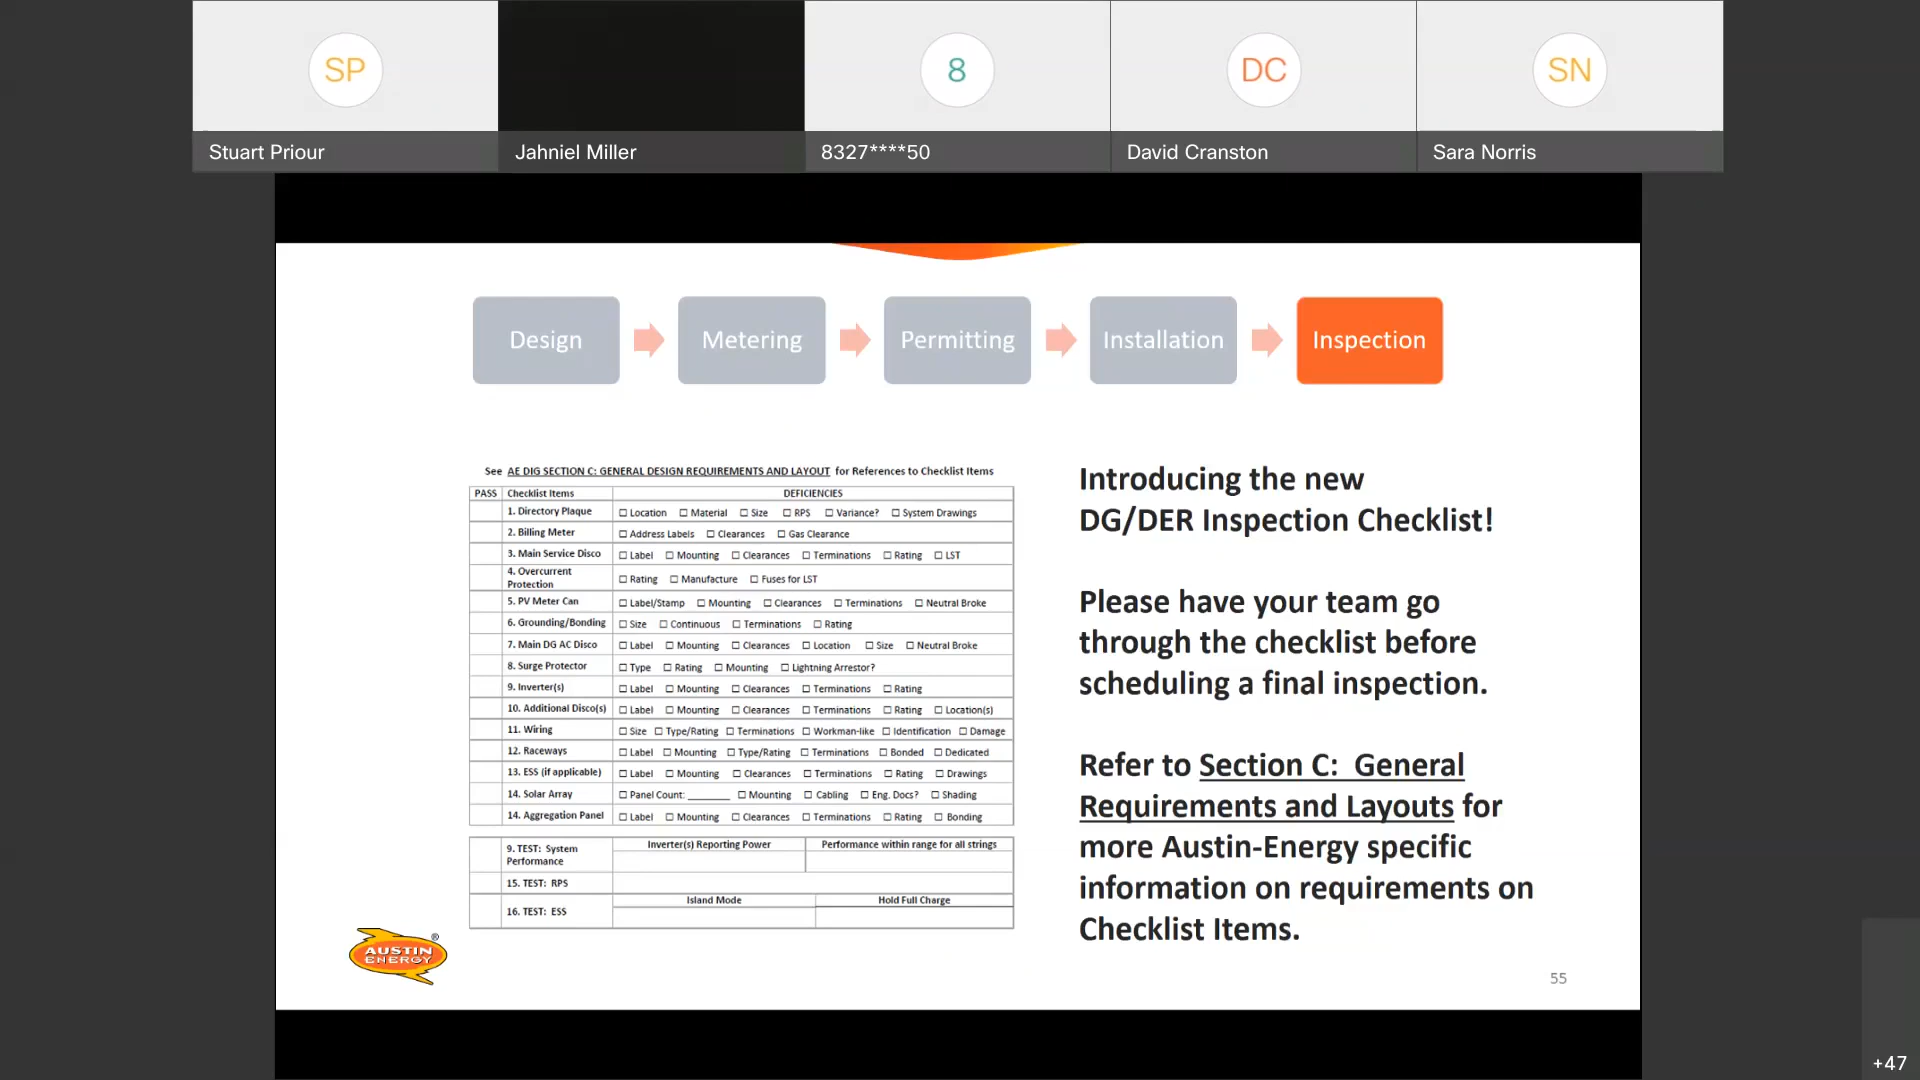 SP
8
DC
SN
Stuart Priour
Jahniel Miller
8327****50
David Cranston
Sara Norris
Design
Metering
Permitting
Installation
Inspection
See AE DIG SECTION C: GENERAL DESIGN REQUIREMENTS AND LAYOUT for References to Checklist Items
PASS Checklist Items DEFICIENCIES
1. Directory Plaque ☐ Location ☐ Material ☐ Size ☐ RPS ☐ Variance? ☐ System Drawings
2. Billing Meter ☐ Address Labels ☐ Clearances ☐ Gas Clearance
3. Main Service Disco ☐ Label ☐ Mounting ☐ Clearances ☐ Terminations ☐ Rating ☐ LST
4. Overcurrent
Protection ☐ Rating ☐ Manufacture ☐ Fuses for LST
5. PV Meter Can ☐ Label/Stamp ☐ Mounting ☐ Clearances ☐ Terminations ☐ Neutral Broke
6. Grounding/Bonding ☐ Size ☐ Continuous ☐ Terminations ☐ Rating
7. Main DG AC Disco ☐ Label ☐ Mounting ☐ Clearances ☐ Location ☐ Size ☐ Neutral Broke
8. Surge Protector ☐ Type ☐ Rating ☐ Mounting ☐ Lightning Arrestor?
9. Inverter(s) ☐ Label ☐ Mounting ☐ Clearances ☐ Terminations ☐ Rating
10. Additional Disco(s) ☐ Label ☐ Mounting ☐ Clearances ☐ Terminations ☐ Rating ☐ Location(s)
11. Wiring ☐ Size ☐ Type/Rating ☐ Terminations ☐ Workman-like ☐ Identification ☐ Damage
12. Raceways ☐ Label ☐ Mounting ☐ Type/Rating ☐ Terminations ☐ Bonded ☐ Dedicated
13. ESS (if applicable) ☐ Label ☐ Mounting ☐ Clearances ☐ Terminations ☐ Rating ☐ Drawings
14. Solar Array ☐ Panel Count: ______ ☐ Mounting ☐ Cabling ☐ Eng. Docs? ☐ Shading
14. Aggregation Panel ☐ Label ☐ Mounting ☐ Clearances ☐ Terminations ☐ Rating ☐ Bonding
9. TEST: System
Performance
Inverter(s) Reporting Power Performance within range for all strings
15. TEST: RPS
16. TEST: ESS
Island Mode Hold Full Charge
Introducing the new
DG/DER Inspection Checklist!
Please have your team go
through the checklist before
scheduling a final inspection.
Refer to Section C: General
Requirements and Layouts for
more Austin-Energy specific
information on requirements on
Checklist Items.
AUSTIN
ENERGY®
55
+47